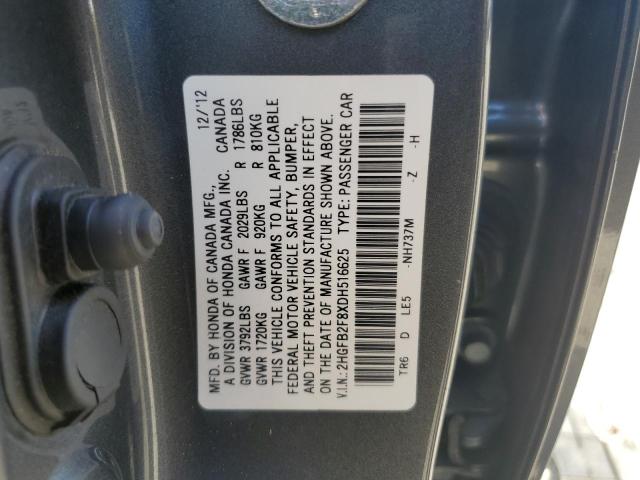 MFD. BY HONDA OF CANADA MFG., 12/'12
A DIVISION OF HONDA CANADA INC. CANADA
GVWR 3792LBS GAWR F 2029LBS R 1786LBS
GVWR 1720KG GAWR F 920KG R 810KG
THIS VEHICLE CONFORMS TO ALL APPLICABLE
FEDERAL MOTOR VEHICLE SAFETY, BUMPER,
AND THEFT PREVENTION STANDARDS IN EFFECT
ON THE DATE OF MANUFACTURE SHOWN ABOVE.
V.I.N.: 2HGFB2F8XDH516625 TYPE: PASSENGER CAR
TR6 D LE5 -NH737M -Z -H